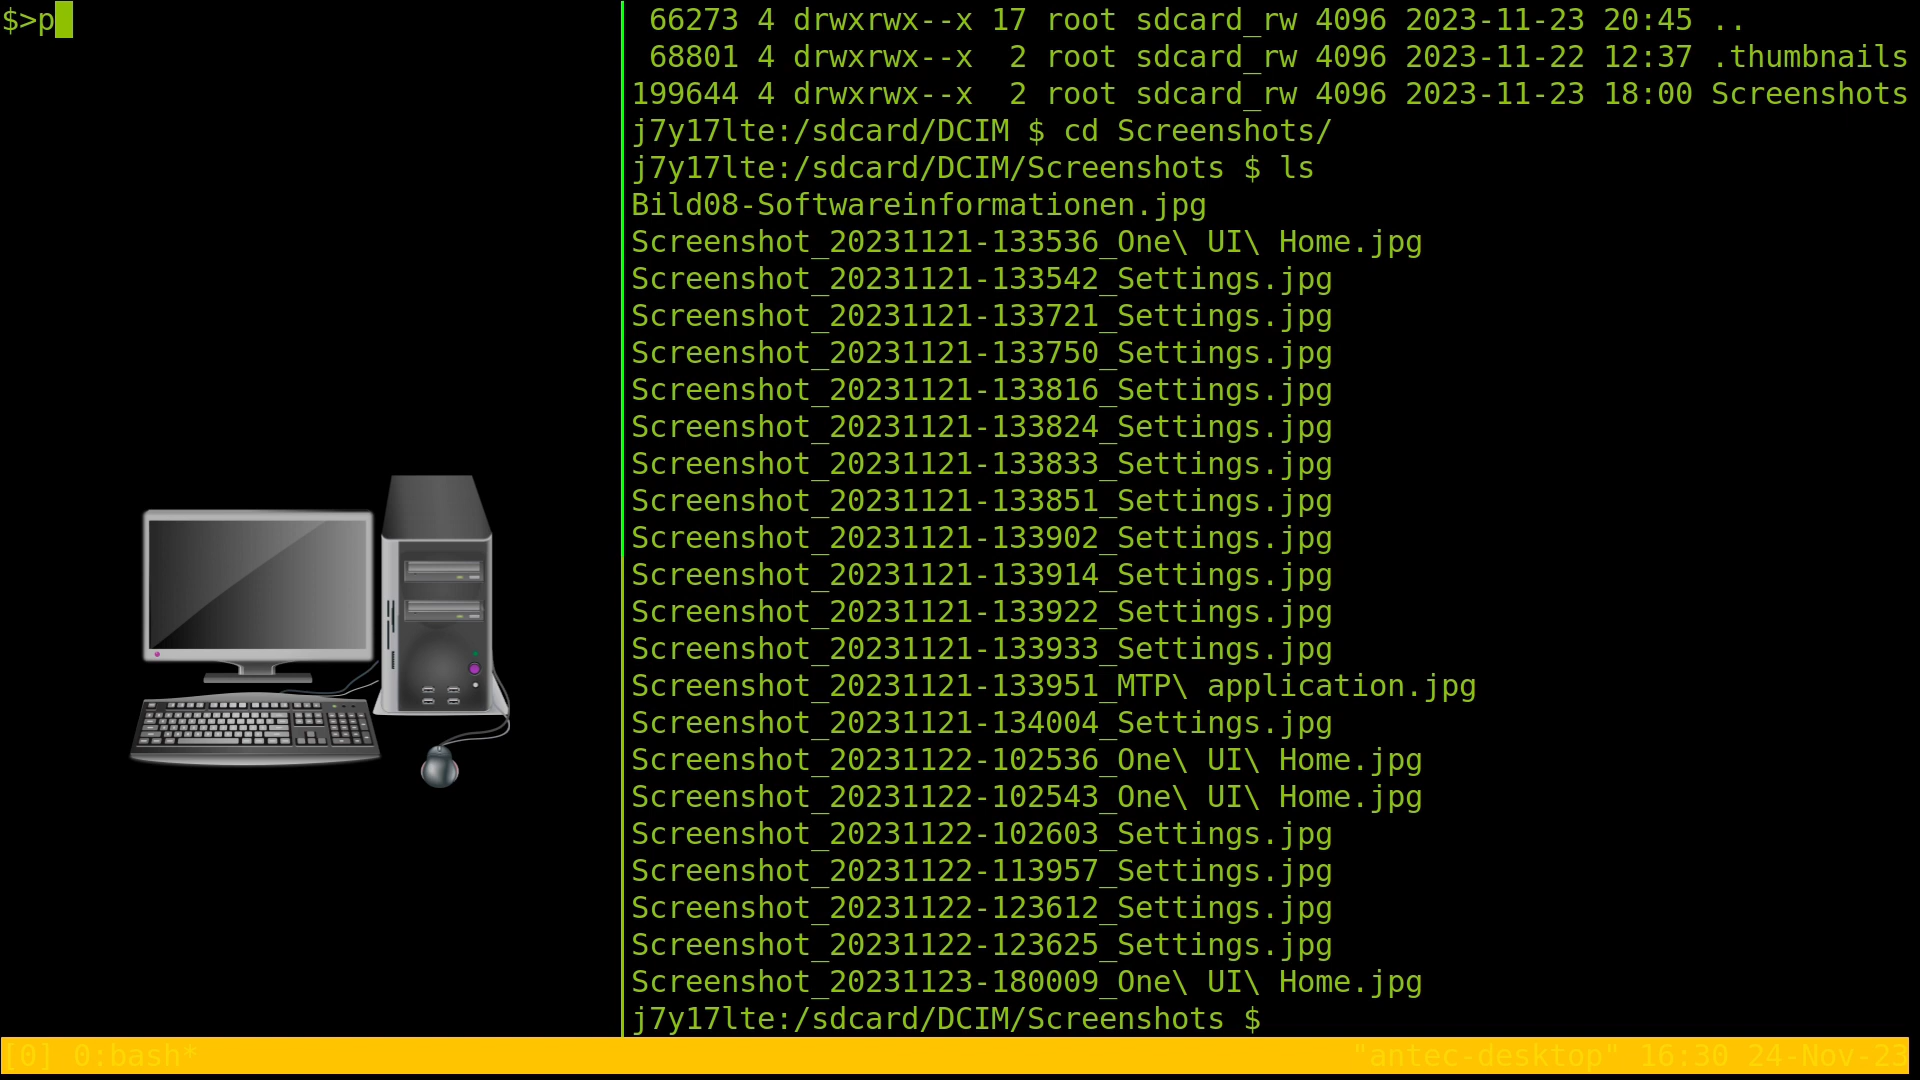 $>p
66273 4 drwxrwx--x 17 root sdcard_rw 4096 2023-11-23 20:45 ..
68801 4 drwxrwx--x  2 root sdcard_rw 4096 2023-11-22 12:37 .thumbnails
199644 4 drwxrwx--x  2 root sdcard_rw 4096 2023-11-23 18:00 Screenshots
j7y17lte:/sdcard/DCIM $ cd Screenshots/
j7y17lte:/sdcard/DCIM/Screenshots $ ls
Bild08-Softwareinformationen.jpg
Screenshot_20231121-133536_One\ UI\ Home.jpg
Screenshot_20231121-133542_Settings.jpg
Screenshot_20231121-133721_Settings.jpg
Screenshot_20231121-133750_Settings.jpg
Screenshot_20231121-133816_Settings.jpg
Screenshot_20231121-133824_Settings.jpg
Screenshot_20231121-133833_Settings.jpg
Screenshot_20231121-133851_Settings.jpg
Screenshot_20231121-133902_Settings.jpg
Screenshot_20231121-133914_Settings.jpg
Screenshot_20231121-133922_Settings.jpg
Screenshot_20231121-133933_Settings.jpg
Screenshot_20231121-133951_MTP\ application.jpg
Screenshot_20231121-134004_Settings.jpg
Screenshot_20231122-102536_One\ UI\ Home.jpg
Screenshot_20231122-102543_One\ UI\ Home.jpg
Screenshot_20231122-102603_Settings.jpg
Screenshot_20231122-113957_Settings.jpg
Screenshot_20231122-123612_Settings.jpg
Screenshot_20231122-123625_Settings.jpg
Screenshot_20231123-180009_One\ UI\ Home.jpg
j7y17lte:/sdcard/DCIM/Screenshots $
[0] 0:bash* "antec-desktop" 16:30 24-Nov-23